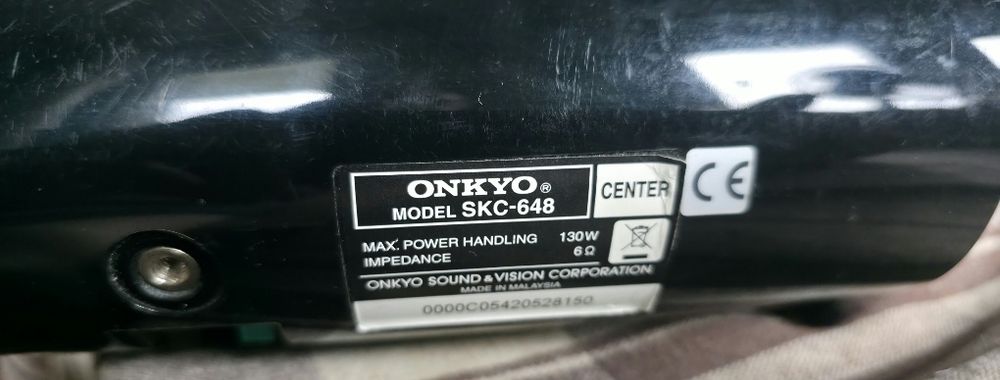 ONKYO®
MODEL SKC-648
CENTER
CE
MAX. POWER HANDLING 130W
IMPEDANCE 6Ω
ONKYO SOUND & VISION CORPORATION
MADE IN MALAYSIA
0000C05420528150